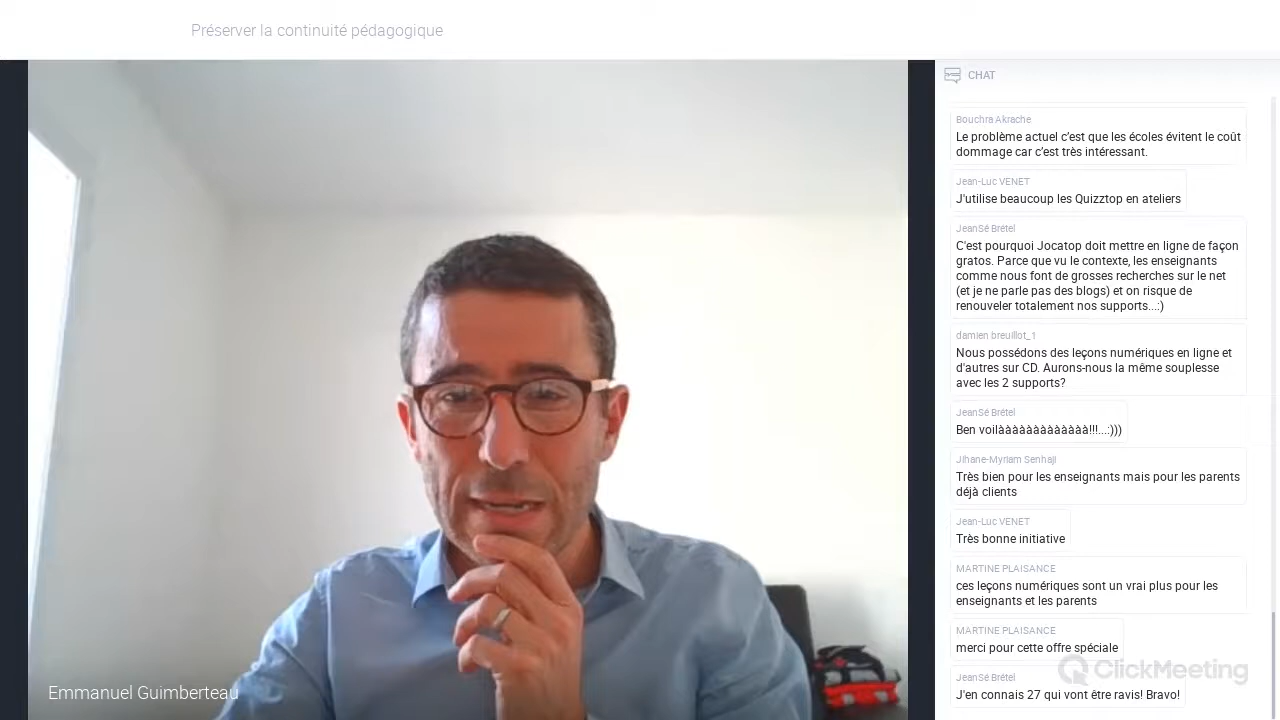 Préserver la continuité pédagogique
CHAT
Bouchra Akrache
Le problème actuel c'est que les écoles évitent le coût
dommage car c'est très intéressant.
Jean-Luc VENET
J'utilise beaucoup les Quizztop en ateliers
JeanSé Brétel
C'est pourquoi Jocatop doit mettre en ligne de façon
gratos. Parce que vu le contexte, les enseignants
comme nous font de grosses recherches sur le net
(et je ne parle pas des blogs) et on risque de
renouveler totalement nos supports....:)
damien breuillot_1
Nous possédons des leçons numériques en ligne et
d'autres sur CD. Aurons-nous la même souplesse
avec les 2 supports?
JeanSé Brétel
Ben voilààààààààààààà!!!...:)))
Jihane-Myriam Senhaji
Très bien pour les enseignants mais pour les parents
déjà clients
Jean-Luc VENET
Très bonne initiative
MARTINE PLAISANCE
ces leçons numériques sont un vrai plus pour les
enseignants et les parents
MARTINE PLAISANCE
merci pour cette offre spéciale
ClickMeeting
JeanSé Brétel
J'en connais 27 qui vont être ravis! Bravo!
Emmanuel Guimberteau